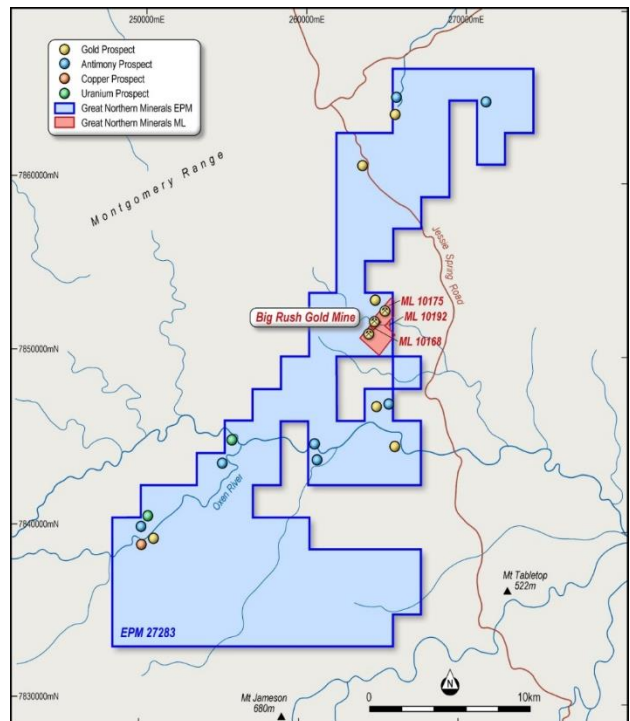 250000mE
260000mE
270000mE
Gold Prospect
Antimony Prospect
Copper Prospect
Uranium Prospect
Great Northern Minerals EPM
Great Northern Minerals ML
7860000mN
Montgomery Range
Jessie Spring Road
ML 10175
Big Rush Gold Mine
ML 10192
ML 10168
7850000mN
Oxen River
7840000mN
Mt Tabletop
522m
EPM 27283
N
7830000mN
Mt Jameson
680m
0
10km